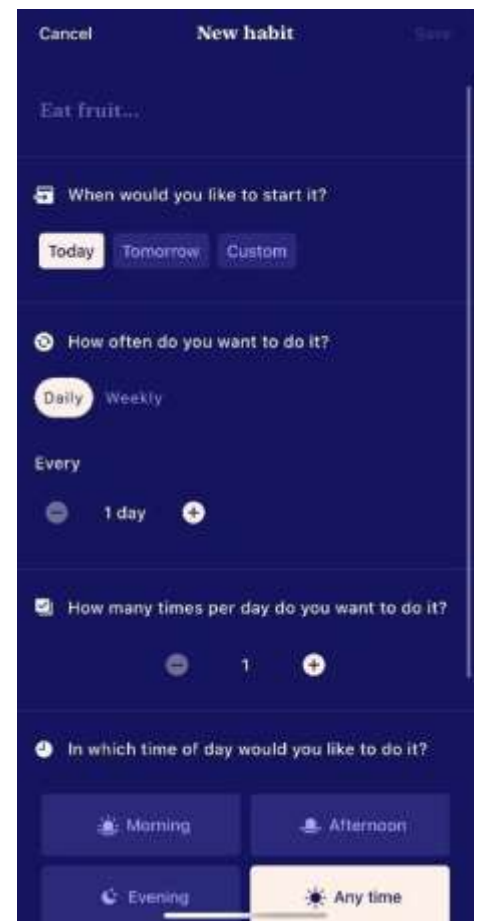 Cancel New habit Save
Eat fruit...
When would you like to start it?
Today Tomorrow Custom
How often do you want to do it?
Daily Weekly
Every
1 day
How many times per day do you want to do it?
1
In which time of day would you like to do it?
Morning Afternoon
Evening Any time